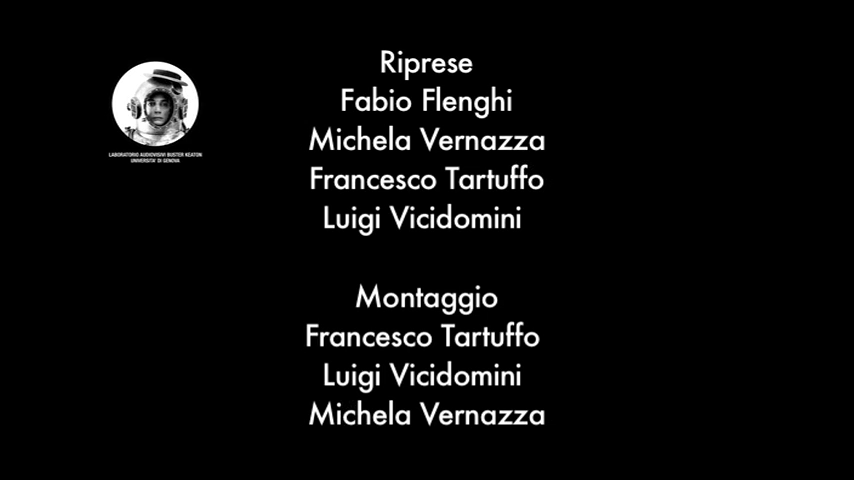 Riprese
Fabio Flenghi
Michela Vernazza
Francesco Tartuffo
Luigi Vicidomini
Montaggio
Francesco Tartuffo
Luigi Vicidomini
Michela Vernazza
LABORATORIO AUDIOVISIVI BUSTER KEATON
UNIVERSITA' DI GENOVA